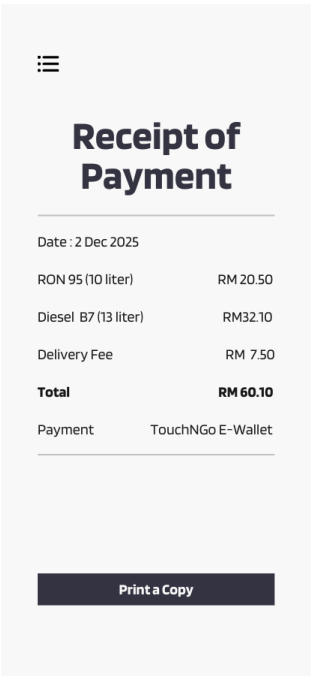 Receipt of
Payment
Date : 2 Dec 2025
RON 95 (10 liter) RM 20.50
Diesel B7 (13 liter) RM32.10
Delivery Fee RM 7.50
Total RM 60.10
Payment TouchNGo E-Wallet
Print a Copy